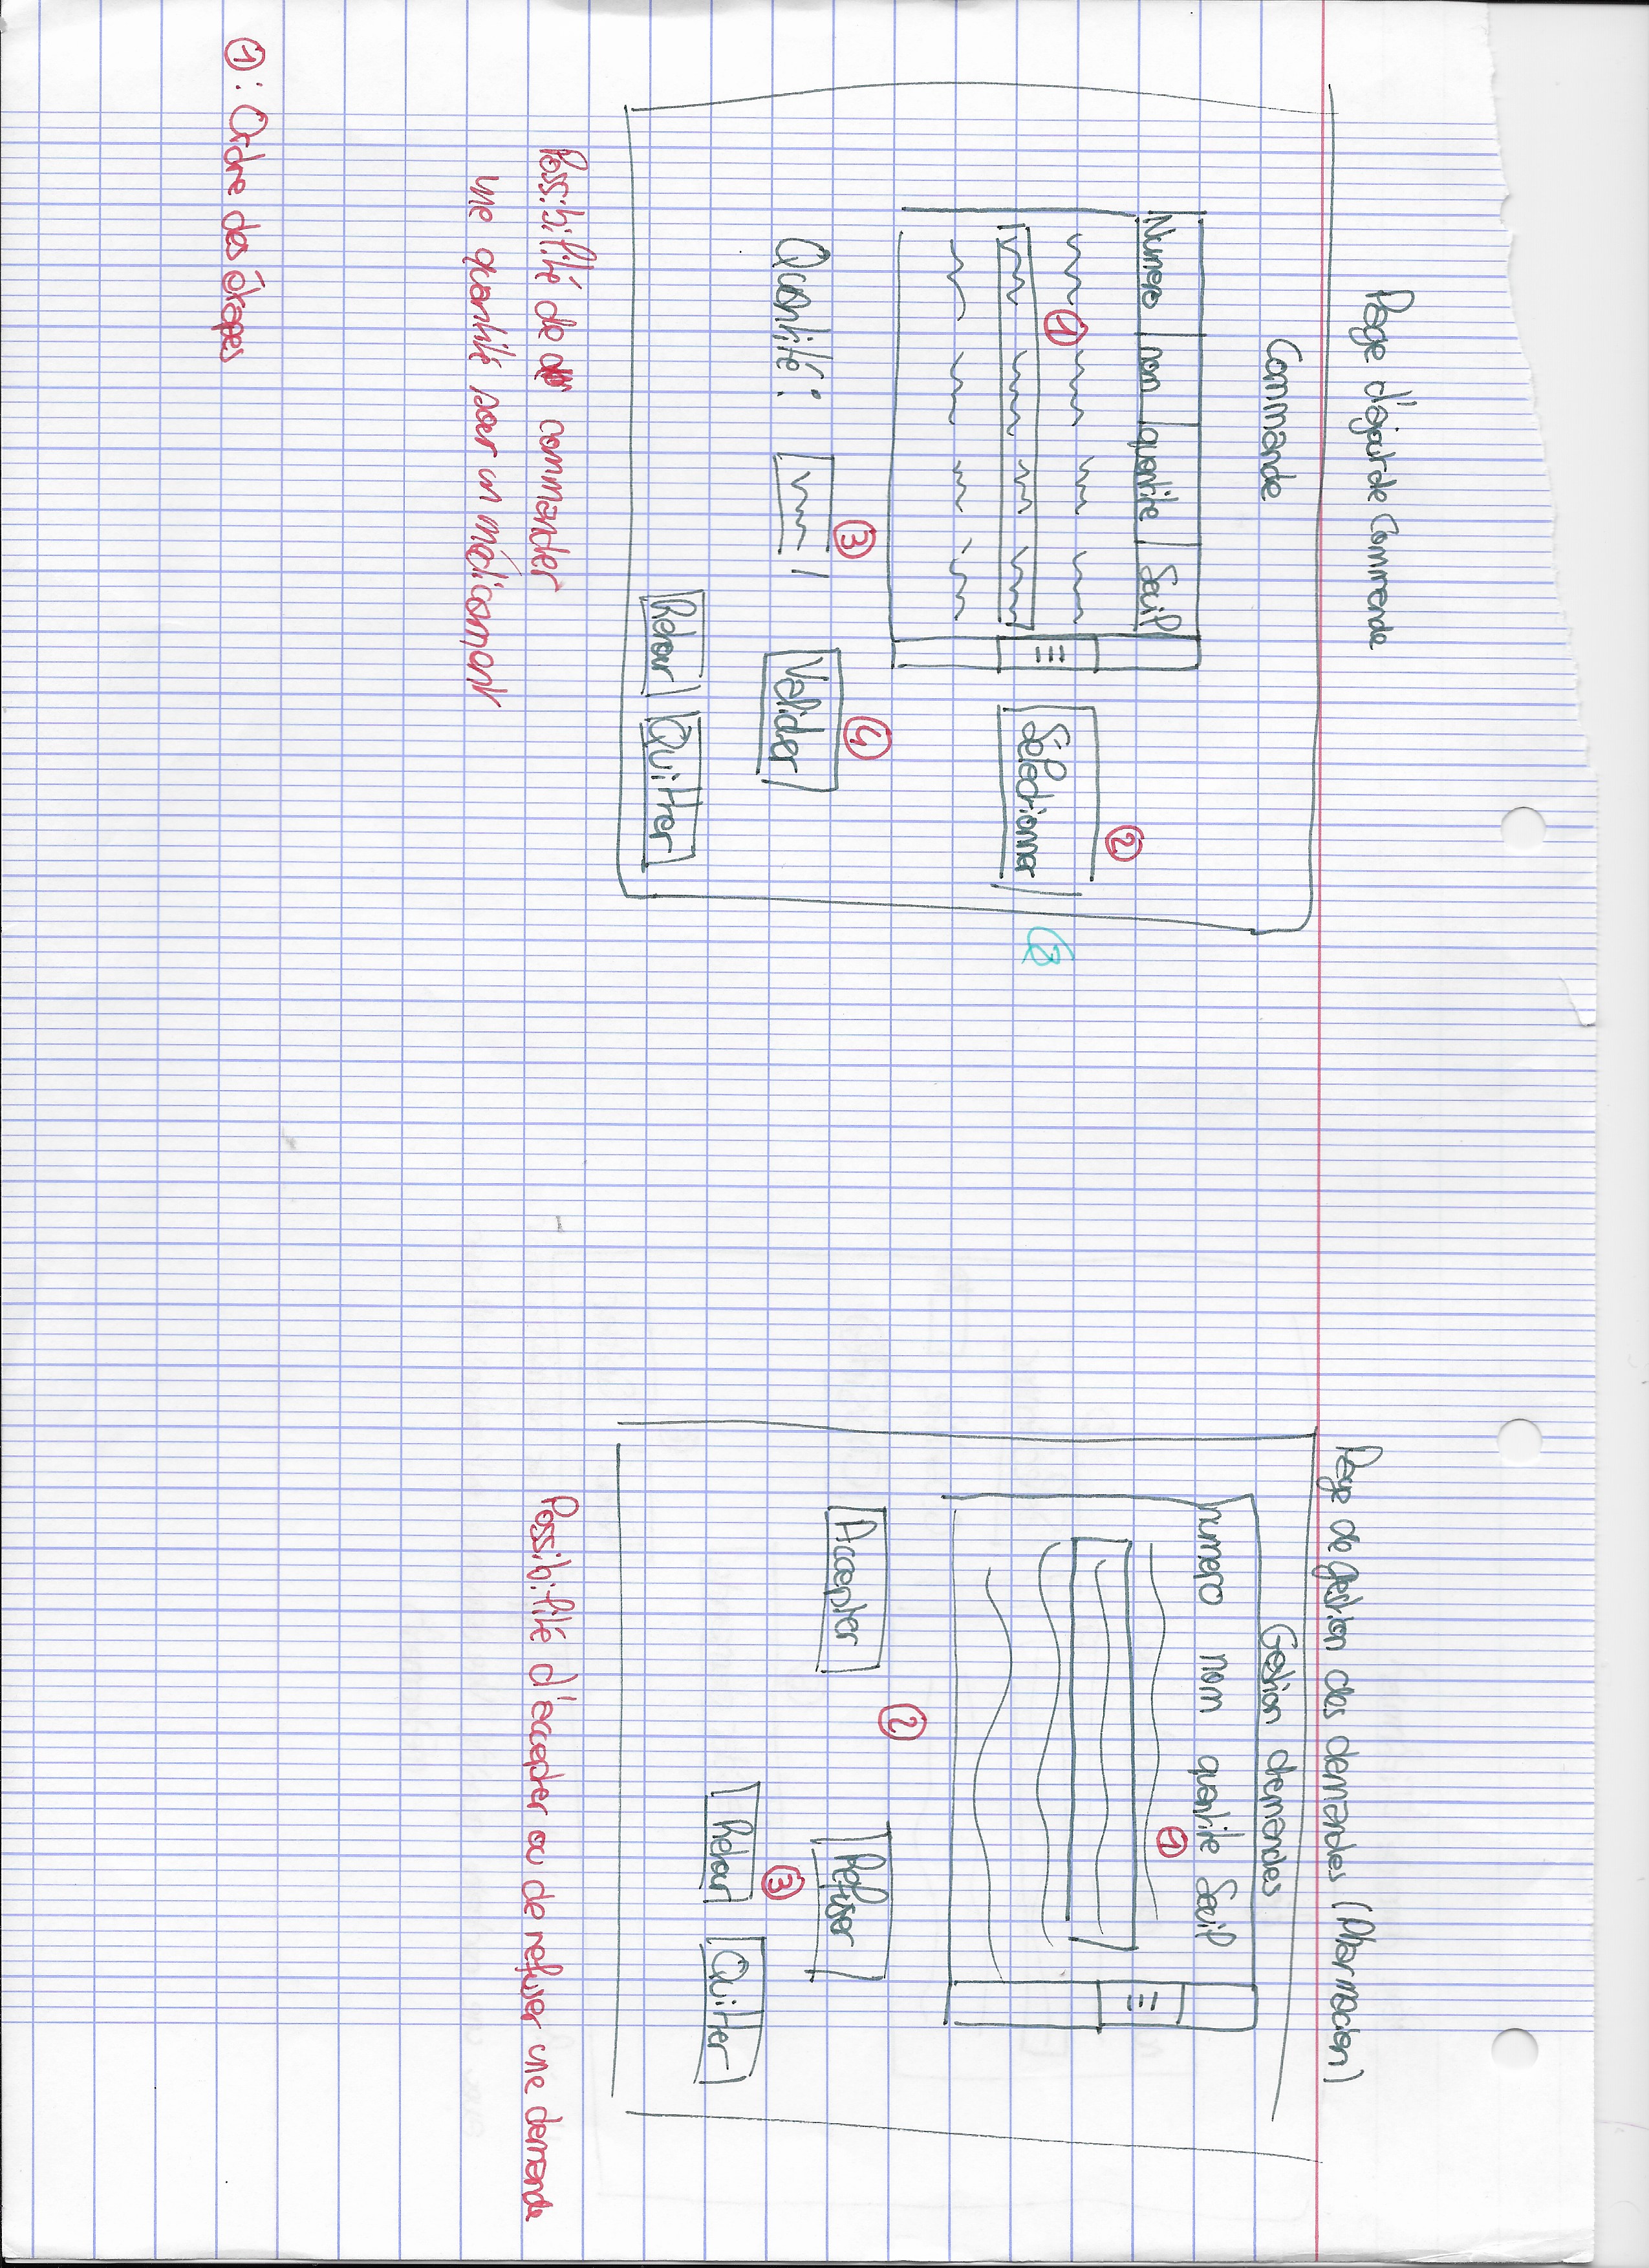 Page d'ajout de Commande
Commande
Numero nom quantite Seuil
①
②
Sélectionner
③
④
Quantité :
Valider
Retour Quitter
Possibilité de commander
une quantité pour un médicament
①: Ordre des étapes
Page de gestion des demandes (Pharmacien)
Gestion demandes
numero nom quantite Seuil
①
②
Accepter Refuser
③
Retour Quitter
Possibilité d'accepter ou de refuser une demande